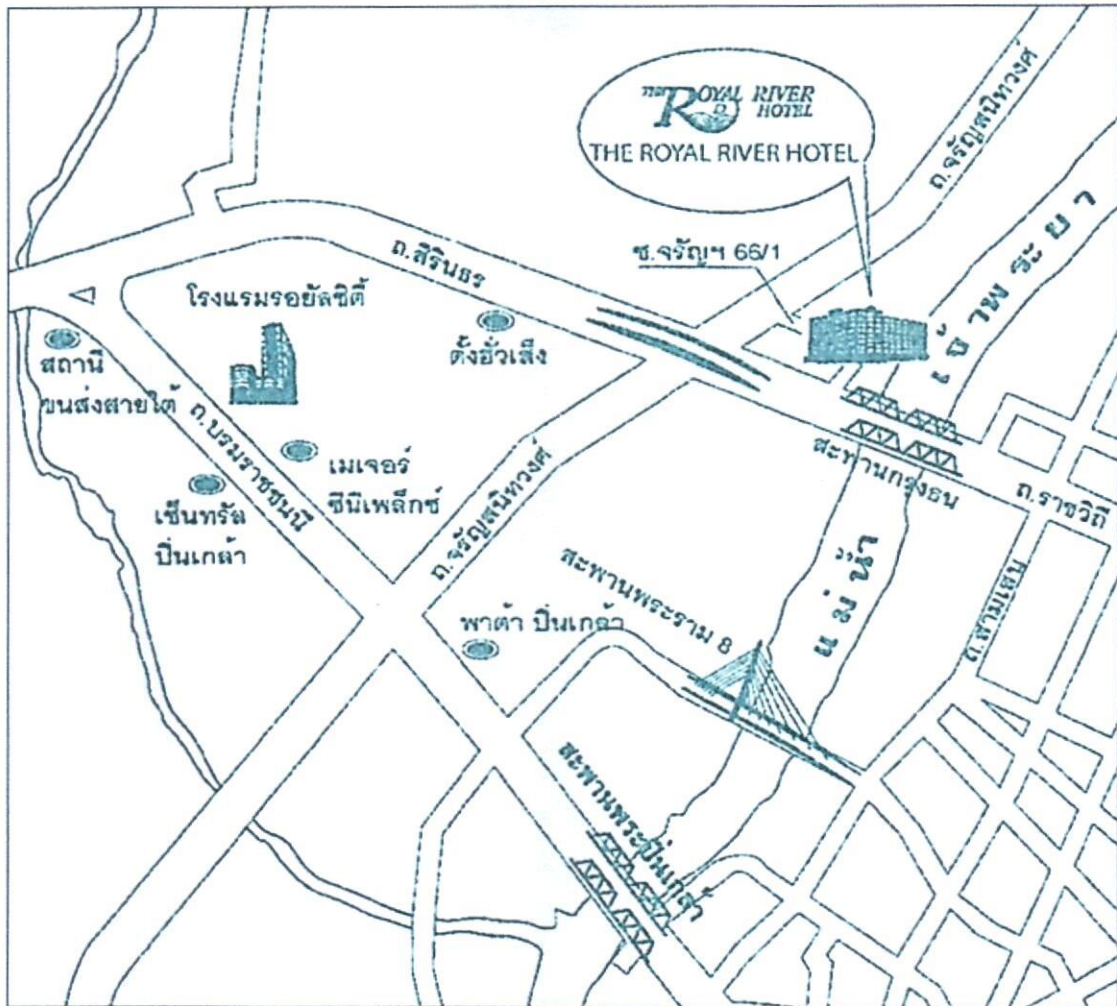 THE ROYAL RIVER
HOTEL
THE ROYAL RIVER HOTEL
ถ.จรัญสนิทวงศ์
ซ.จรัญฯ 66/1
ถ.สิรินธร
โรงแรมรอยัลซิตี้
ตั้งฮั่วเส็ง
สถานี
ขนส่งสายใต้
ถ.บรมราชชนนี
เมเจอร์
ซีนีเพล็กซ์
เซ็นทรัล
ปิ่นเกล้า
ถ.จรัญสนิทวงศ์
พาต้า ปิ่นเกล้า
สะพานพระราม 8
สะพานพระปิ่นเกล้า
สะพานกรุงธน
ถ.ราชวิถี
ถ.สามเสน
แม่น้ำ
เจ้าพระยา